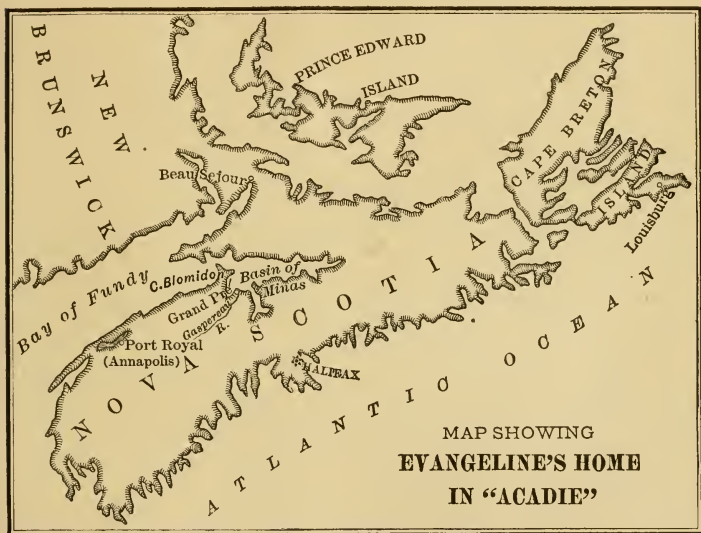 NEW
BRUNSWICK
PRINCE EDWARD
ISLAND
CAPE BRETON
ISLAND
Louisburg
Beau Sejour
Bay of Fundy
C. Blomidon
Basin of
Minas
Grand Pré
Gaspereau
R.
Port Royal
(Annapolis)
NOVA SCOTIA
HALIFAX
ATLANTIC OCEAN
MAP SHOWING
EVANGELINE'S HOME
IN “ACADIE”